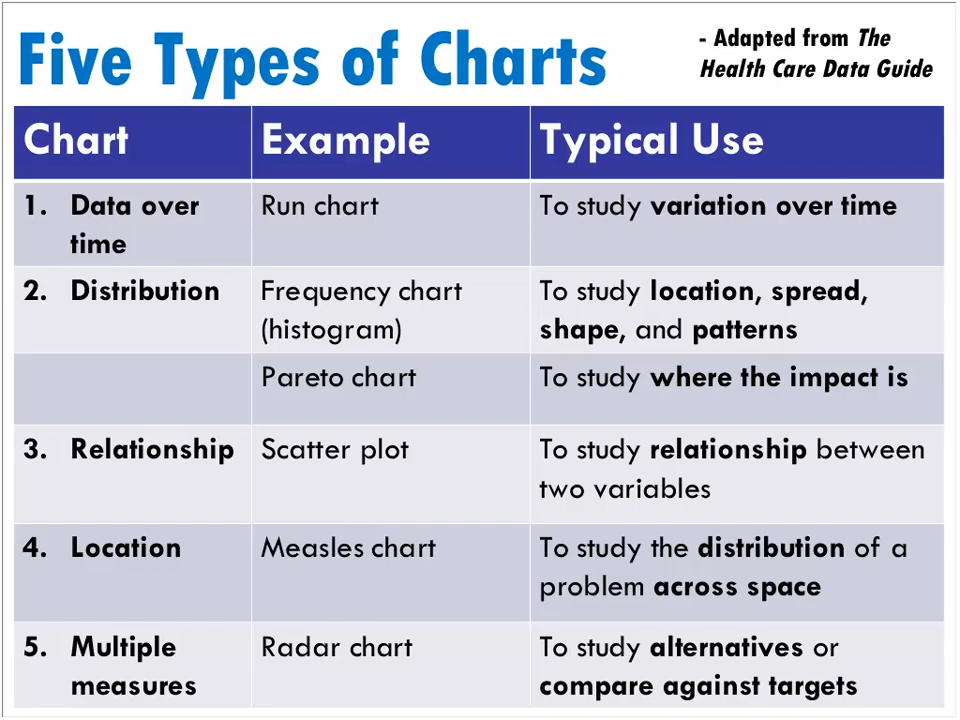 Five Types of Charts
- Adapted from The
Health Care Data Guide
Chart Example Typical Use
1. Data over
time
Run chart
To study variation over time
2. Distribution
Frequency chart
(histogram)
To study location, spread,
shape, and patterns
Pareto chart
To study where the impact is
3. Relationship
Scatter plot
To study relationship between
two variables
4. Location
Measles chart
To study the distribution of a
problem across space
5. Multiple
measures
Radar chart
To study alternatives or
compare against targets